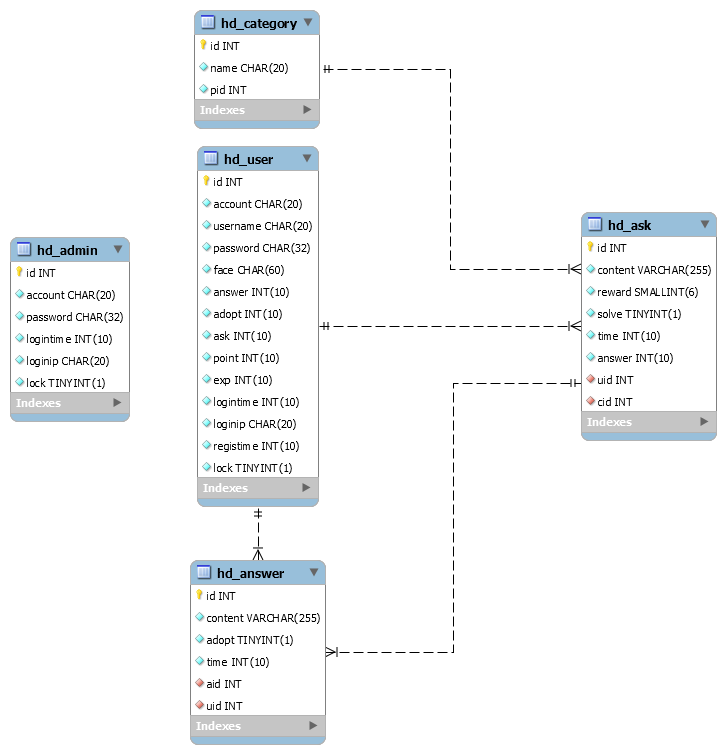 hd_category
id INT
name CHAR(20)
pid INT
Indexes
hd_user
id INT
account CHAR(20)
username CHAR(20)
password CHAR(32)
face CHAR(60)
answer INT(10)
adopt INT(10)
ask INT(10)
point INT(10)
exp INT(10)
logintime INT(10)
loginip CHAR(20)
registime INT(10)
lock TINYINT(1)
Indexes
hd_admin
id INT
account CHAR(20)
password CHAR(32)
logintime INT(10)
loginip CHAR(20)
lock TINYINT(1)
Indexes
hd_ask
id INT
content VARCHAR(255)
reward SMALLINT(6)
solve TINYINT(1)
time INT(10)
answer INT(10)
uid INT
cid INT
Indexes
hd_answer
id INT
content VARCHAR(255)
adopt TINYINT(1)
time INT(10)
aid INT
uid INT
Indexes